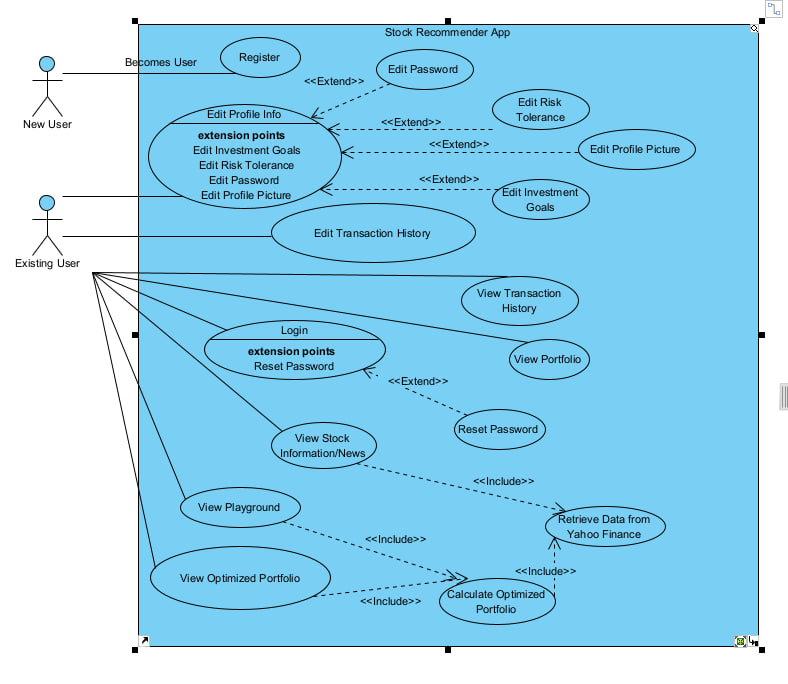 Stock Recommender App
Becomes User
Register
New User
<<Extend>>
Edit Password
Edit Profile Info
extension points
Edit Investment Goals
Edit Risk Tolerance
Edit Password
Edit Profile Picture
<<Extend>>
Edit Risk
Tolerance
<<Extend>>
Edit Profile Picture
<<Extend>>
Edit Investment
Goals
Existing User
Edit Transaction History
View Transaction
History
Login
extension points
Reset Password
View Portfolio
<<Extend>>
Reset Password
View Stock
Information/News
<<Include>>
View Playground
<<Include>>
Retrieve Data from
Yahoo Finance
<<Include>>
View Optimized Portfolio
<<Include>>
Calculate Optimized
Portfolio